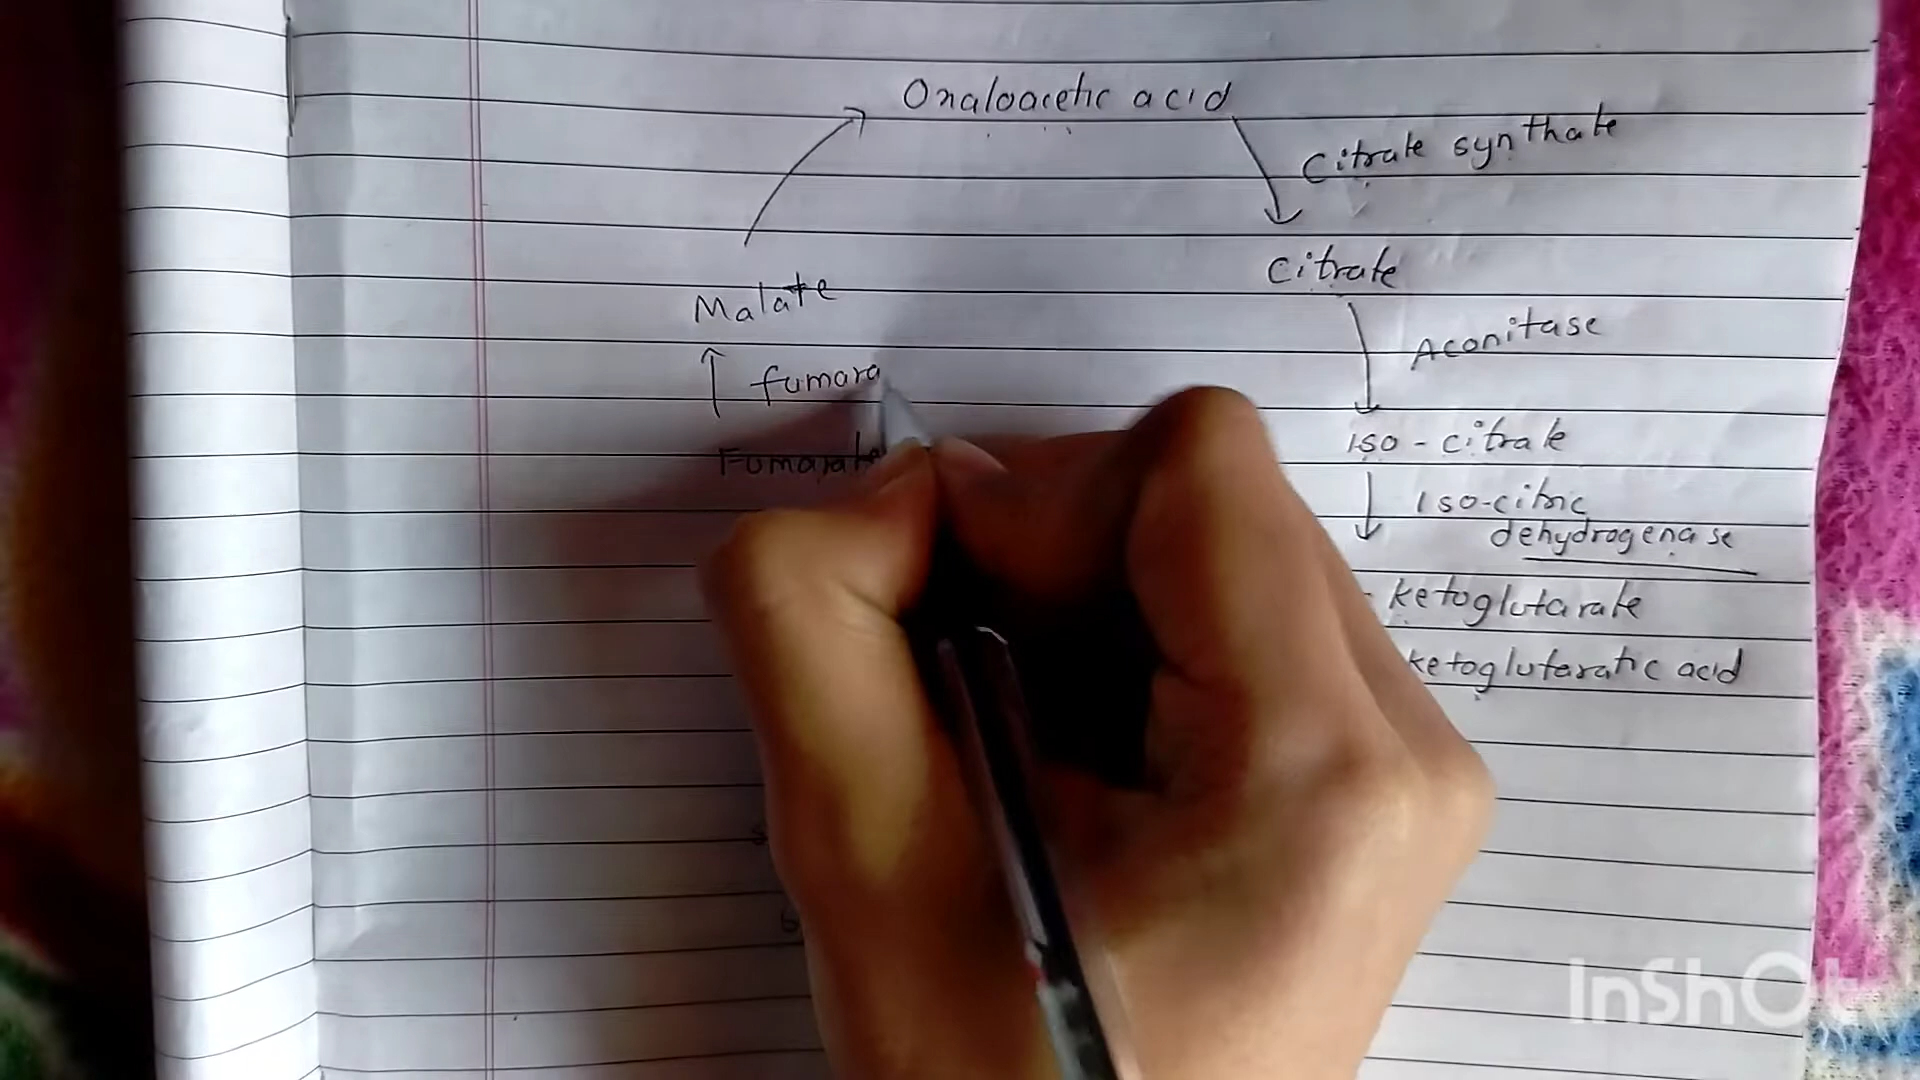 Oxaloacetic acid
Citrate synthate
Citrate
Malate
Aconitase
fumara
iso-citrate
Fumarate
Iso-citric
dehydrogenase
ketoglutarate
ketoglutaratic acid
InShOt